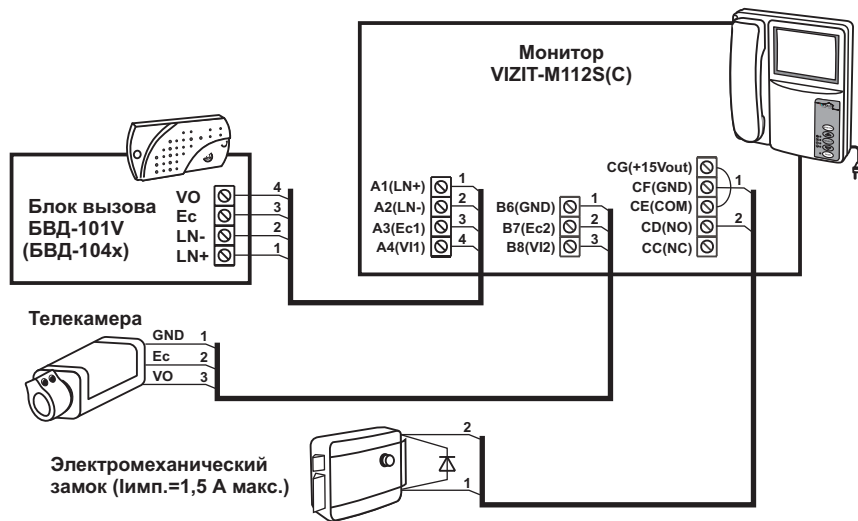 Монитор
VIZIT-M112S(C)
Блок вызова
БВД-101V
(БВД-104x)
VO
Ec
LN-
LN+
4
3
2
1
A1(LN+)
A2(LN-)
A3(Ec1)
A4(VI1)
1
2
3
4
B6(GND)
B7(Ec2)
B8(VI2)
1
2
3
CG(+15Vout)
CF(GND)
CE(COM)
CD(NO)
CC(NC)
1
2
Телекамера
GND 1
Ec 2
VO 3
Электромеханический
замок (Iимп.=1,5 А макс.)
2
1